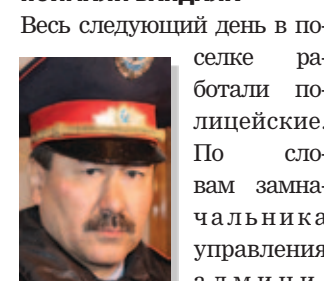 Весь следующий день в по-
селке ра-
ботали по-
лицейские.
По сло-
вам замна-
чальника
управления